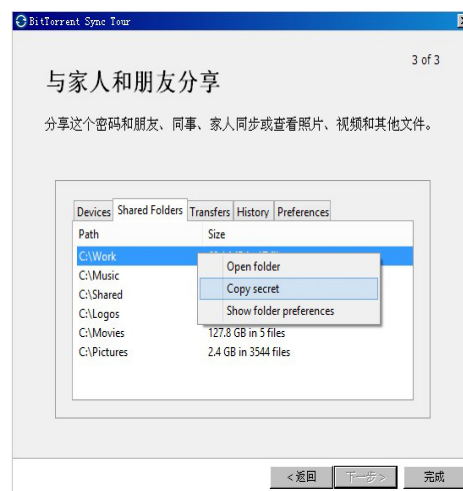 BitTorrent Sync Tour
3 of 3
与家人和朋友分享
分享这个密码和朋友、同事、家人同步或查看照片、视频和其他文件。
Devices Shared Folders Transfers History Preferences
Path Size
C:\Work
Open folder
C:\Music
Copy secret
C:\Shared
Show folder preferences
C:\Logos
C:\Movies 127.8 GB in 5 files
C:\Pictures 2.4 GB in 3544 files
<返回 下一步> 完成